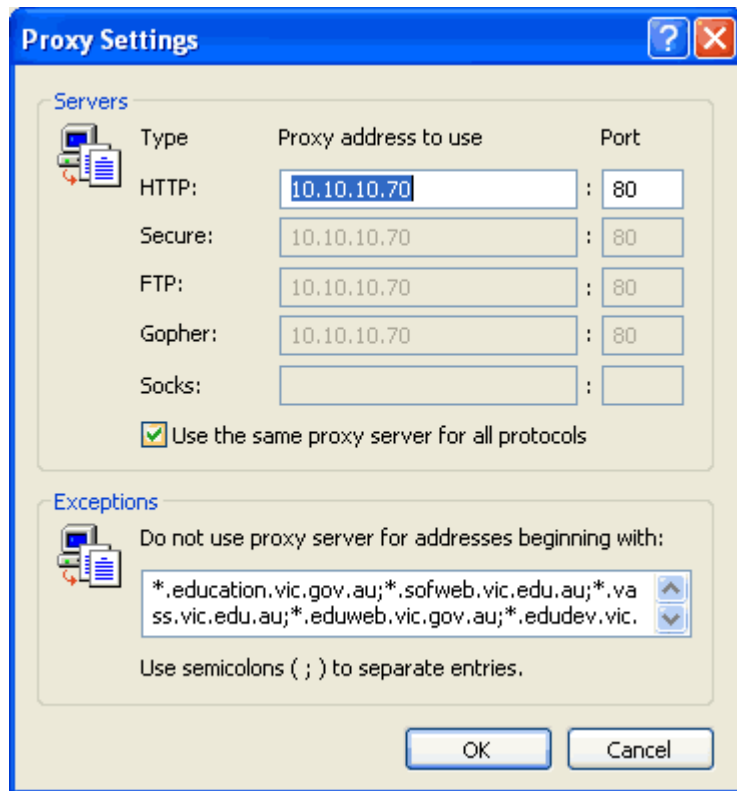 Proxy Settings
Servers
Type Proxy address to use Port
HTTP: 10.10.10.70 : 80
Secure: 10.10.10.70 : 80
FTP: 10.10.10.70 : 80
Gopher: 10.10.10.70 : 80
Socks: :
Use the same proxy server for all protocols
Exceptions
Do not use proxy server for addresses beginning with:
*.education.vic.gov.au;*.sofweb.vic.edu.au;*.va
ss.vic.edu.au;*.eduweb.vic.gov.au;*.edudev.vic.
Use semicolons ( ; ) to separate entries.
OK Cancel